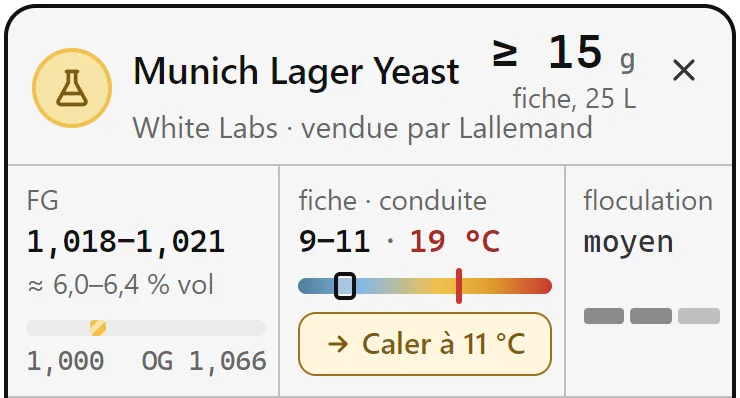 Munich Lager Yeast
≥ 15 g
fiche, 25 L
White Labs · vendue par Lallemand
FG
1,018–1,021
≈ 6,0–6,4 % vol
1,000 OG 1,066
fiche · conduite
9–11 · 19 °C
→ Caler à 11 °C
floculation
moyen